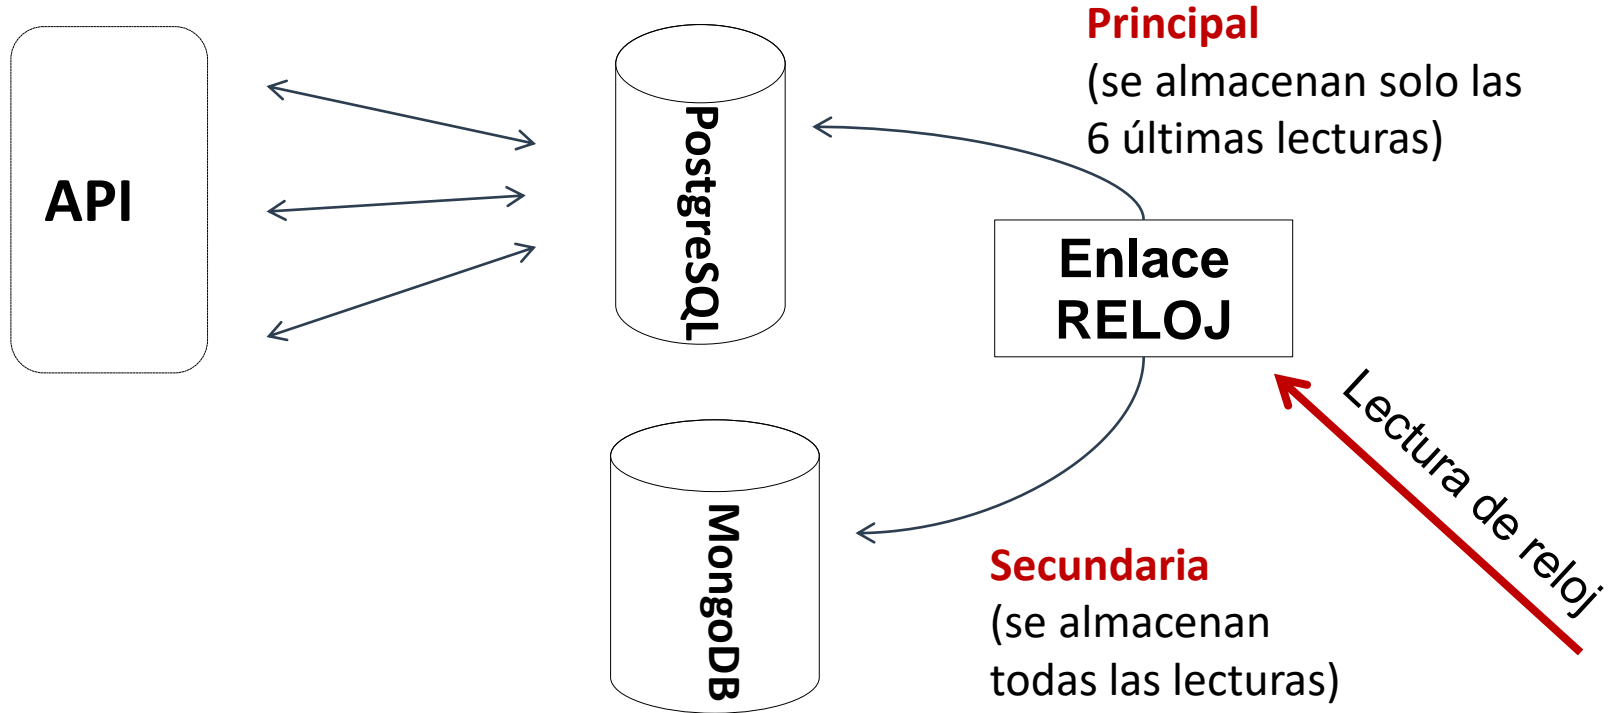 API
PostgreSQL
Principal
(se almacenan solo las
6 últimas lecturas)
Enlace
RELOJ
Lectura de reloj
MongoDB
Secundaria
(se almacenan
todas las lecturas)